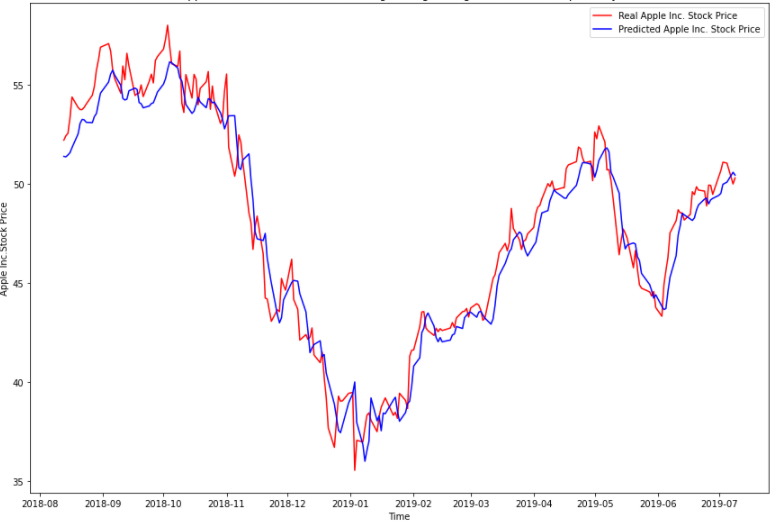 Real Apple Inc. Stock Price
Predicted Apple Inc. Stock Price
Apple Inc.Stock Price
55
50
45
40
35
2018-08 2018-09 2018-10 2018-11 2018-12 2019-01 2019-02 2019-03 2019-04 2019-05 2019-06 2019-07
Time